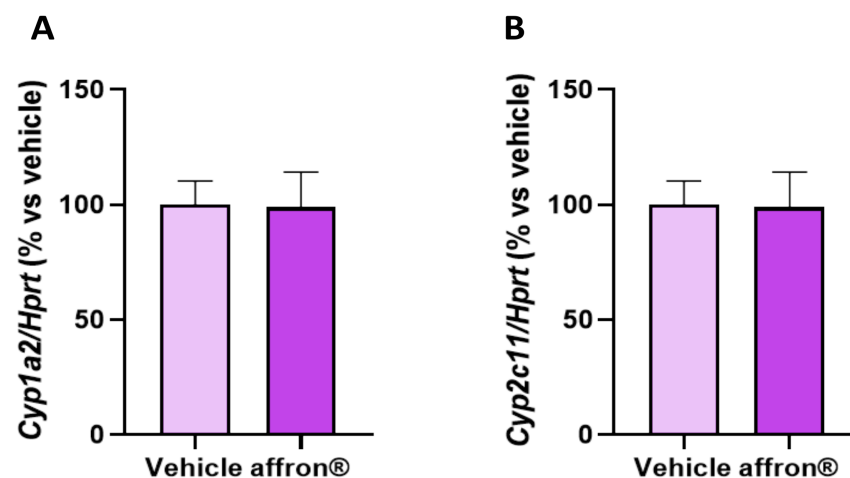 A
Cyp1a2/Hprt (% vs vehicle)
150
100
50
0
Vehicle affron®
B
Cyp2c11/Hprt (% vs vehicle)
150
100
50
0
Vehicle affron®